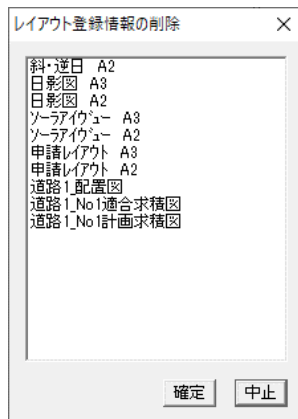 レイアウト登録情報の削除
斜・逆日 A2
日影図 A3
日影図 A2
ソーラアイヴュー A3
ソーラアイヴュー A2
申請レイアウト A3
申請レイアウト A2
道路1_配置図
道路1_No1適合求積図
道路1_No1計画求積図
確定 中止